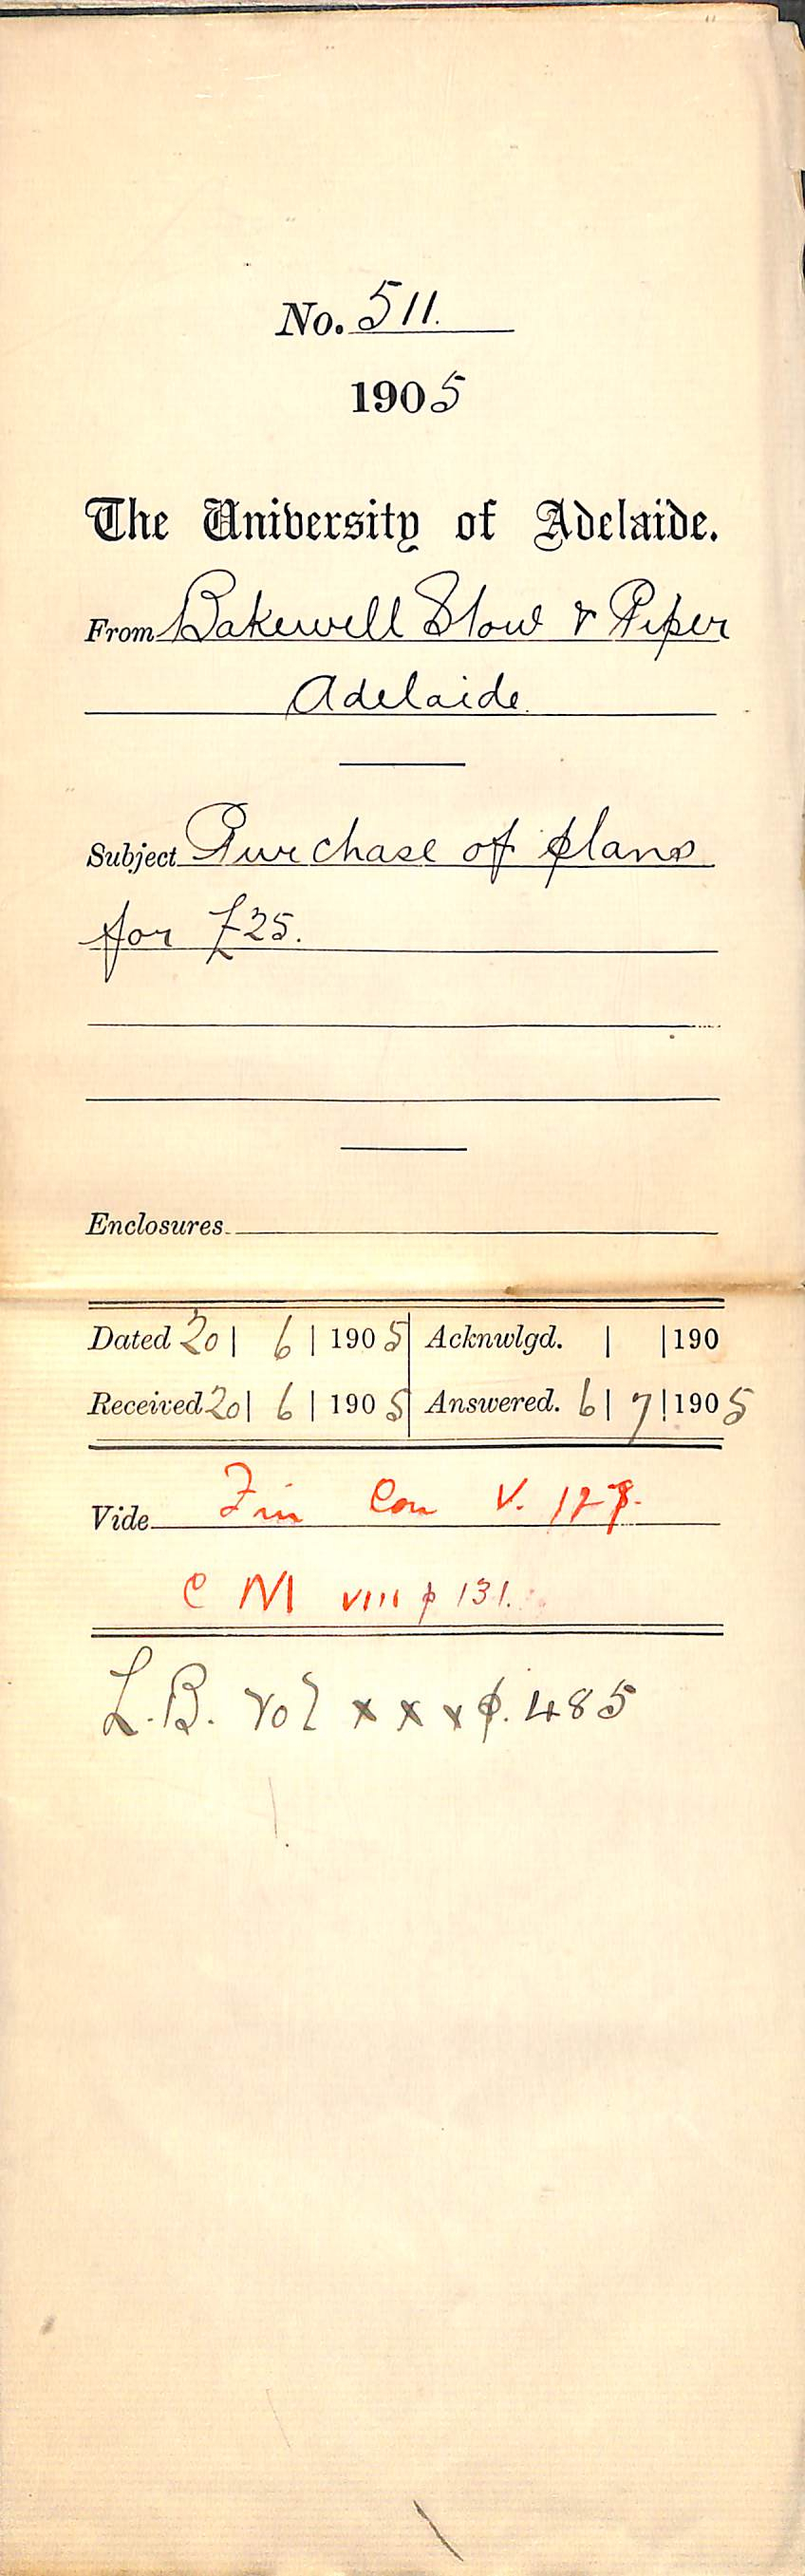 No. 511.
1905
The University of Adelaide.
From Bakewell Stow & Piper
Adelaide.
Subject Purchase of plans
for £25.
Enclosures
Dated 20 | 6 | 1905 Acknwlgd. | | 190
Received 20 | 6 | 1905 Answered. 6 | 7 | 1905
Vide Fin Com V.
C M VIII p 131.
L.B. Vol xxx p. 485